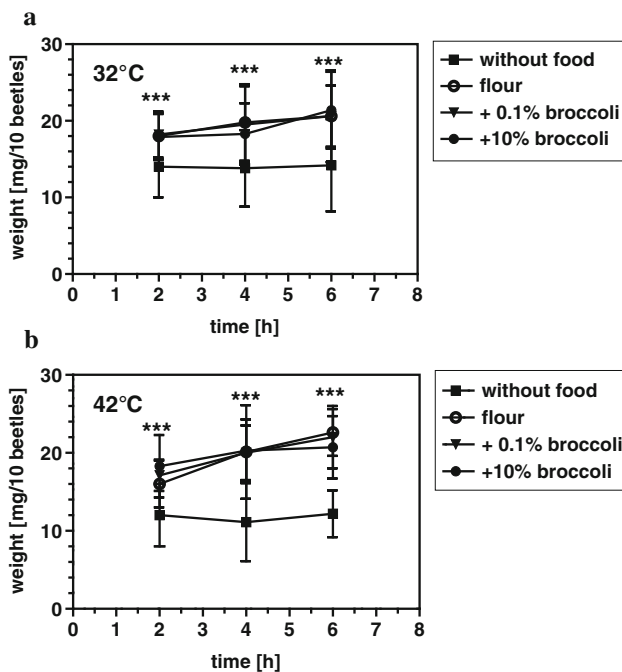 a
32°C
*** *** ***
weight [mg/10 beetles]
30
20
10
0
0 1 2 3 4 5 6 7 8
time [h]
without food
flour
+ 0.1% broccoli
+10% broccoli
b
42°C
*** *** ***
weight [mg/10 beetles]
30
20
10
0
0 1 2 3 4 5 6 7 8
time [h]
without food
flour
+ 0.1% broccoli
+10% broccoli